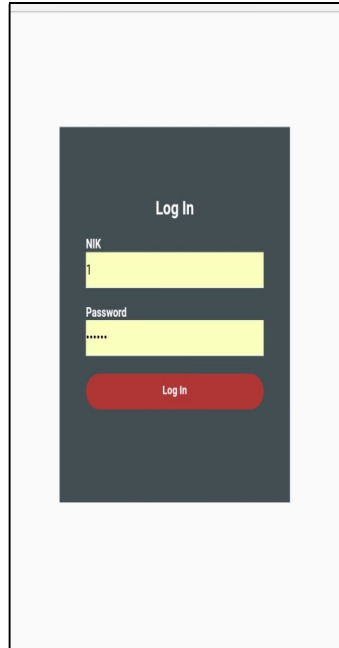 Log In
NIK
1
Password
••••••
Log In